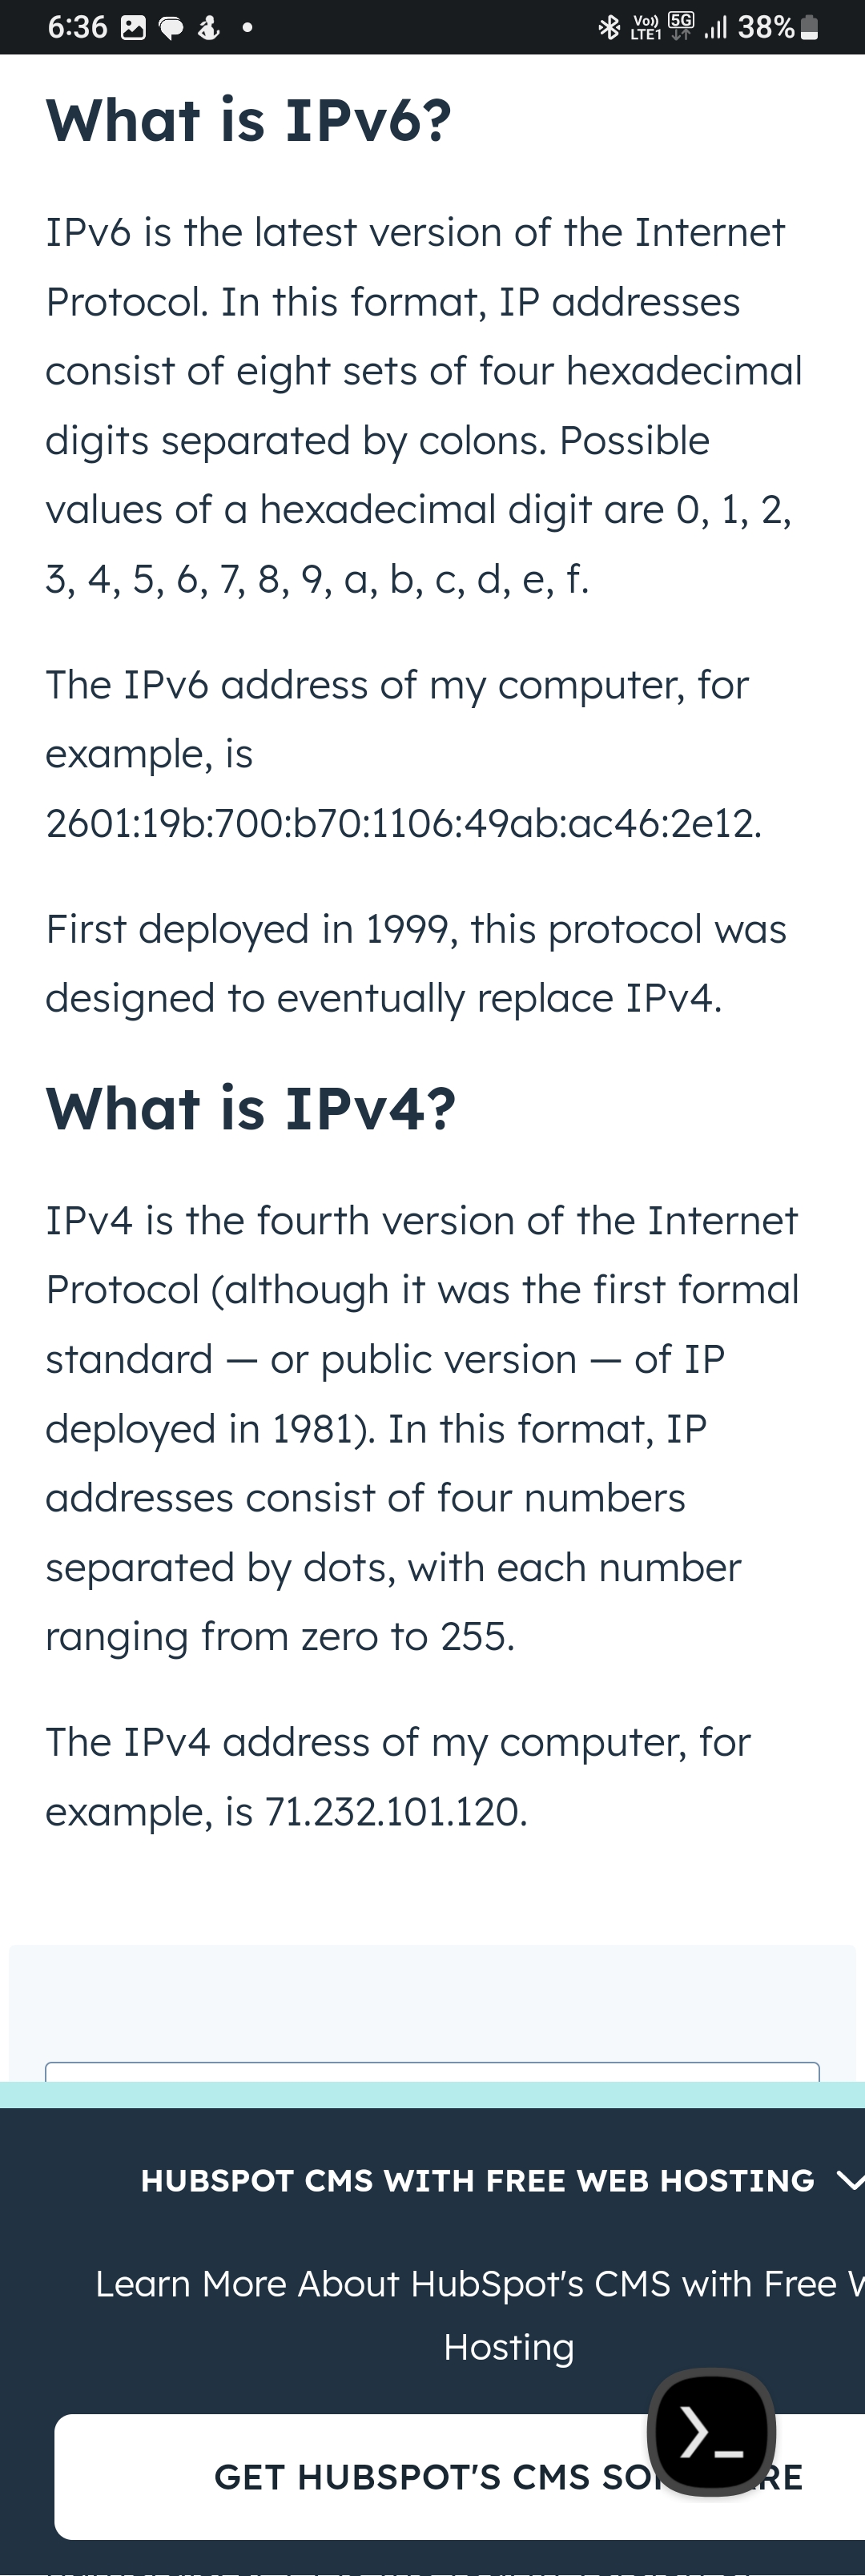 6:36
Vo)) LTE1 5G 38%
What is IPv6?
IPv6 is the latest version of the Internet
Protocol. In this format, IP addresses
consist of eight sets of four hexadecimal
digits separated by colons. Possible
values of a hexadecimal digit are 0, 1, 2,
3, 4, 5, 6, 7, 8, 9, a, b, c, d, e, f.
The IPv6 address of my computer, for
example, is
2601:19b:700:b70:1106:49ab:ac46:2e12.
First deployed in 1999, this protocol was
designed to eventually replace IPv4.
What is IPv4?
IPv4 is the fourth version of the Internet
Protocol (although it was the first formal
standard — or public version — of IP
deployed in 1981). In this format, IP
addresses consist of four numbers
separated by dots, with each number
ranging from zero to 255.
The IPv4 address of my computer, for
example, is 71.232.101.120.
HUBSPOT CMS WITH FREE WEB HOSTING
Learn More About HubSpot's CMS with Free
Hosting
GET HUBSPOT'S CMS